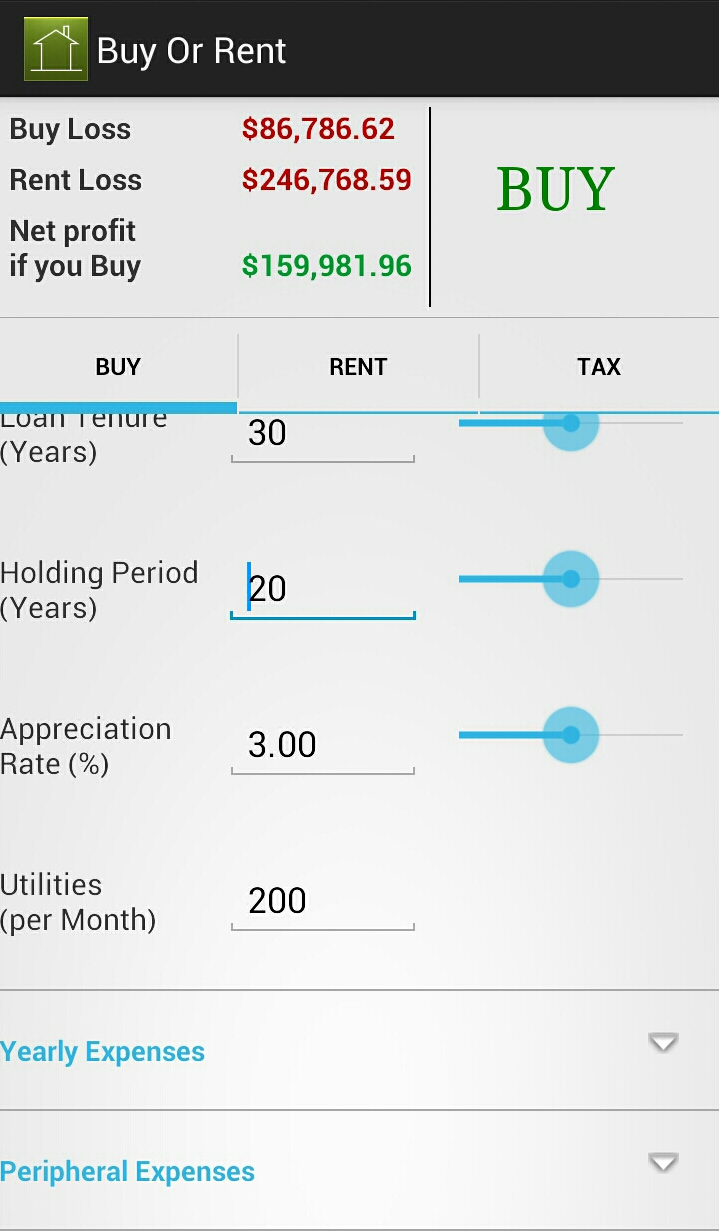 Buy Or Rent
Buy Loss $86,786.62
Rent Loss $246,768.59
Net profit
if you Buy $159,981.96
BUY
BUY RENT TAX
Loan Tenure
(Years) 30
Holding Period
(Years) 20
Appreciation
Rate (%) 3.00
Utilities
(per Month) 200
Yearly Expenses
Peripheral Expenses